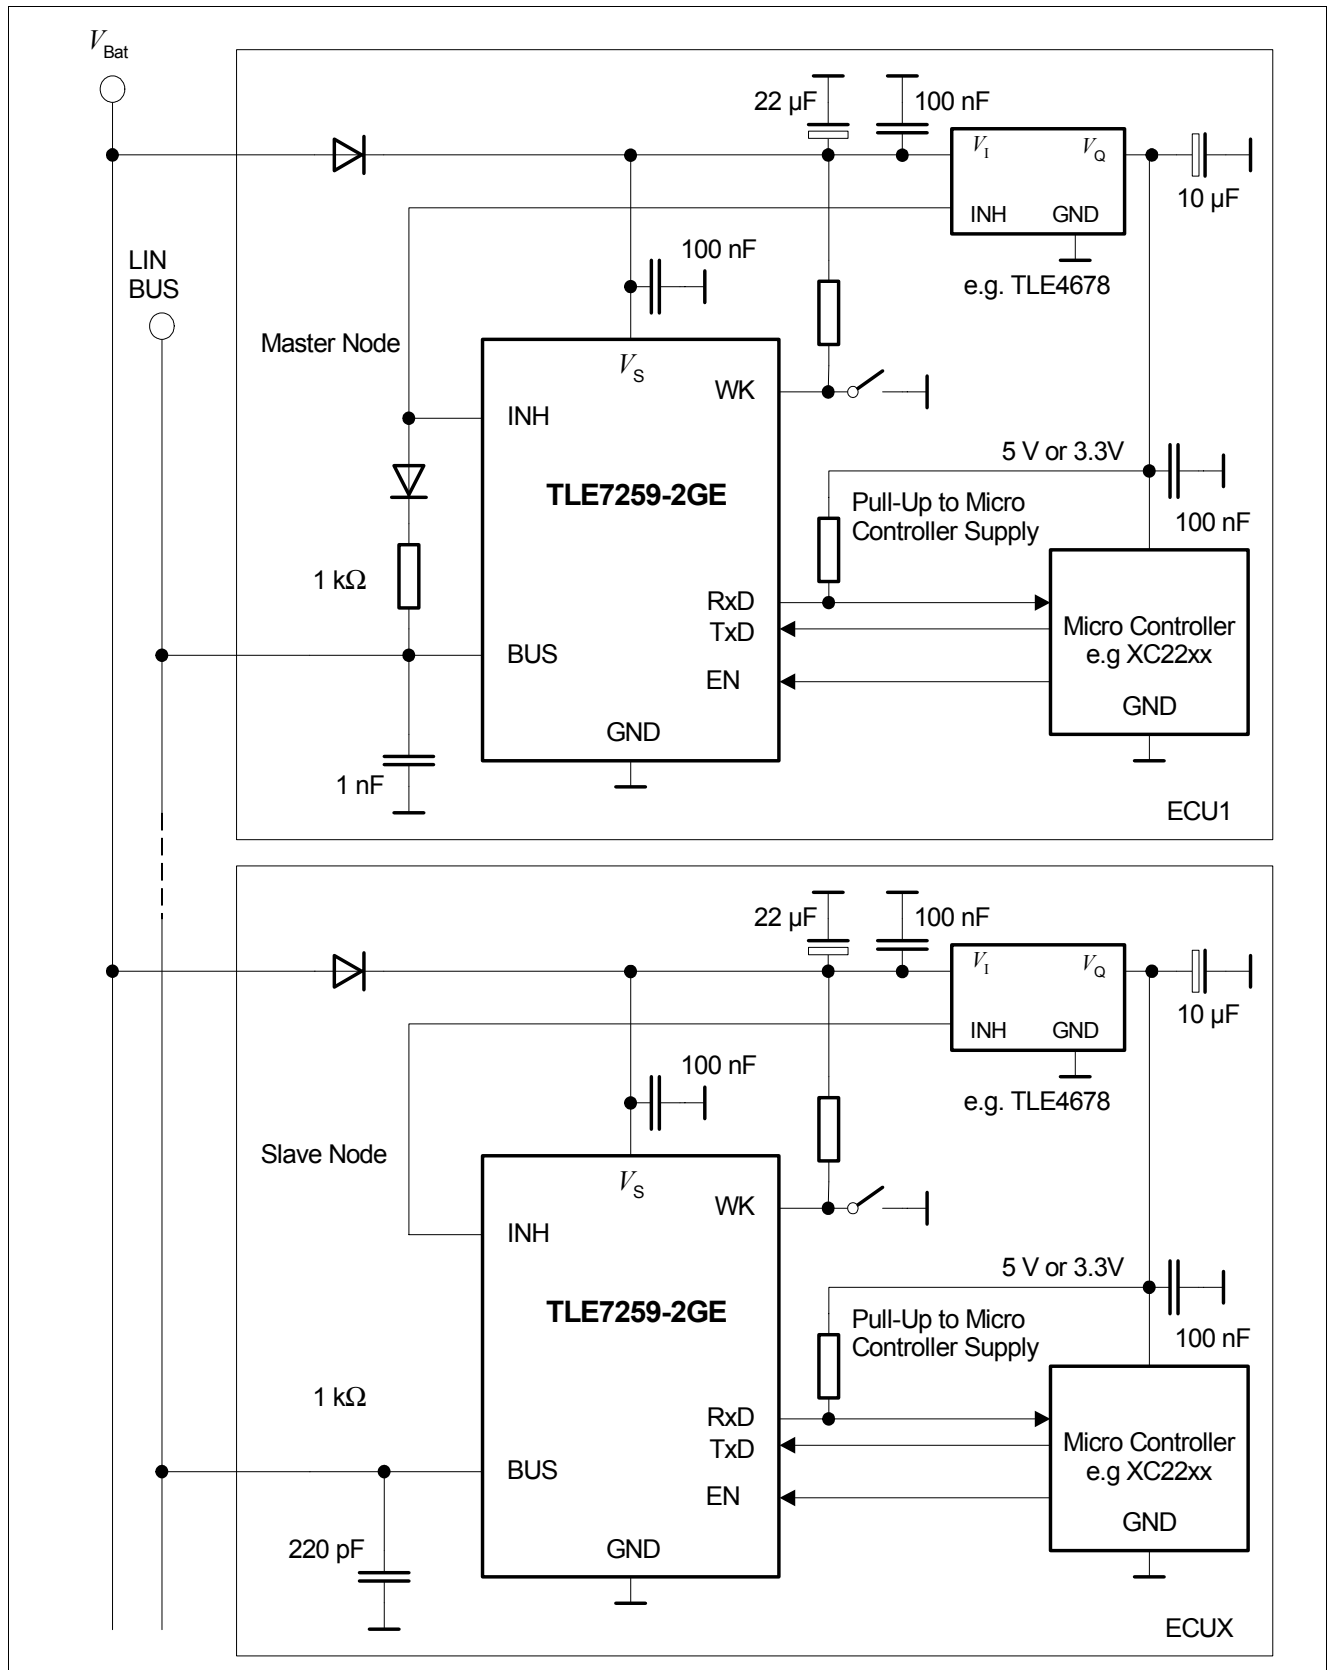 VBat
22 µF
100 nF
VI
VQ
10 µF
INH
GND
LIN
BUS
100 nF
e.g. TLE4678
Master Node
VS
WK
INH
5 V or 3.3V
TLE7259-2GE
Pull-Up to Micro
Controller Supply
100 nF
1 kΩ
RxD
TxD
Micro Controller
e.g XC22xx
BUS
EN
GND
GND
1 nF
ECU1
22 µF
100 nF
VI
VQ
10 µF
INH
GND
100 nF
e.g. TLE4678
Slave Node
VS
WK
INH
5 V or 3.3V
TLE7259-2GE
Pull-Up to Micro
Controller Supply
100 nF
1 kΩ
RxD
TxD
Micro Controller
e.g XC22xx
BUS
EN
GND
220 pF
GND
ECUX